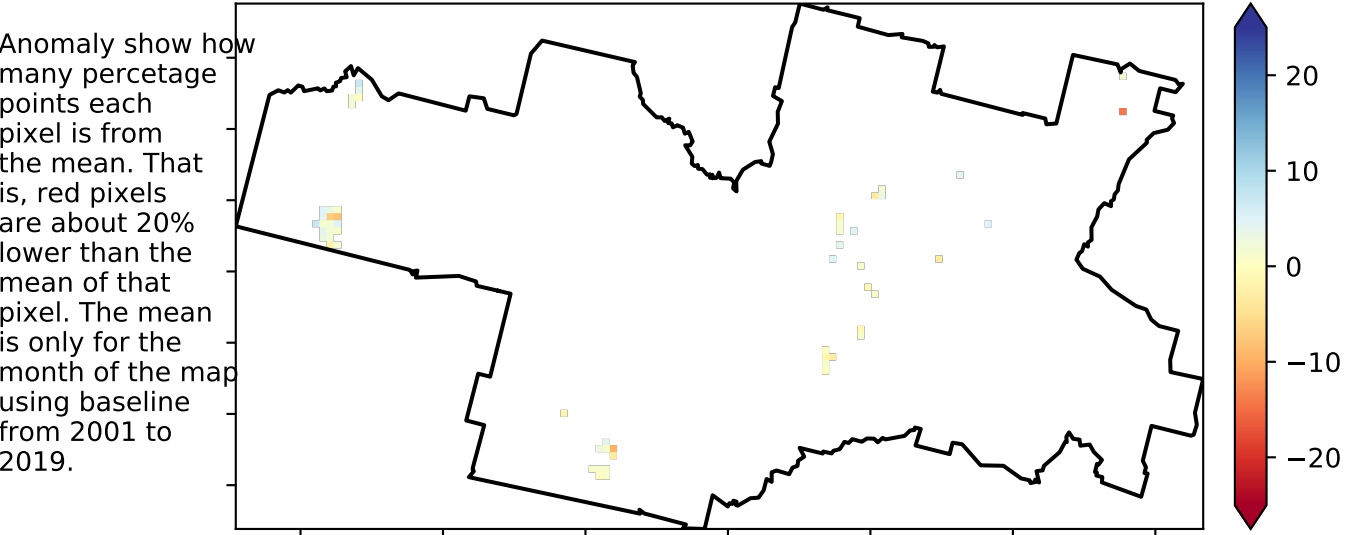 Anomaly show how
many percetage
points each
pixel is from
the mean. That
is, red pixels
are about 20%
lower than the
mean of that
pixel. The mean
is only for the
month of the map
using baseline
from 2001 to
2019.
20
10
0
−10
−20